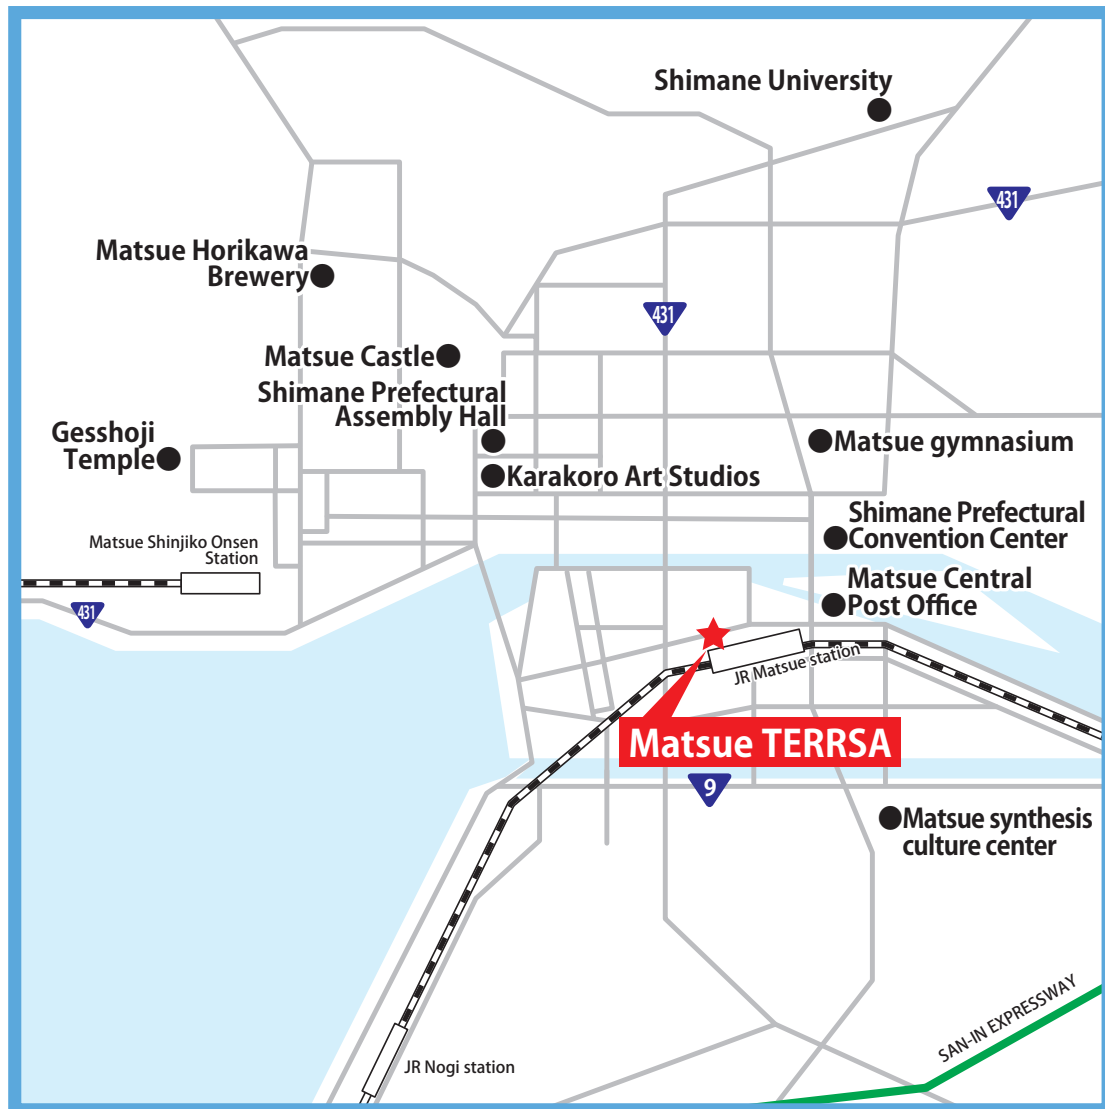 Shimane University
431
Matsue Horikawa
Brewery
431
Matsue Castle
Shimane Prefectural
Assembly Hall
Gesshoji
Temple
Matsue gymnasium
Karakoro Art Studios
Shimane Prefectural
Convention Center
Matsue Shinjiko Onsen
Station
Matsue Central
Post Office
431
JR Matsue station
Matsue TERRSA
9
Matsue synthesis
culture center
SAN-IN EXPRESSWAY
JR Nogi station